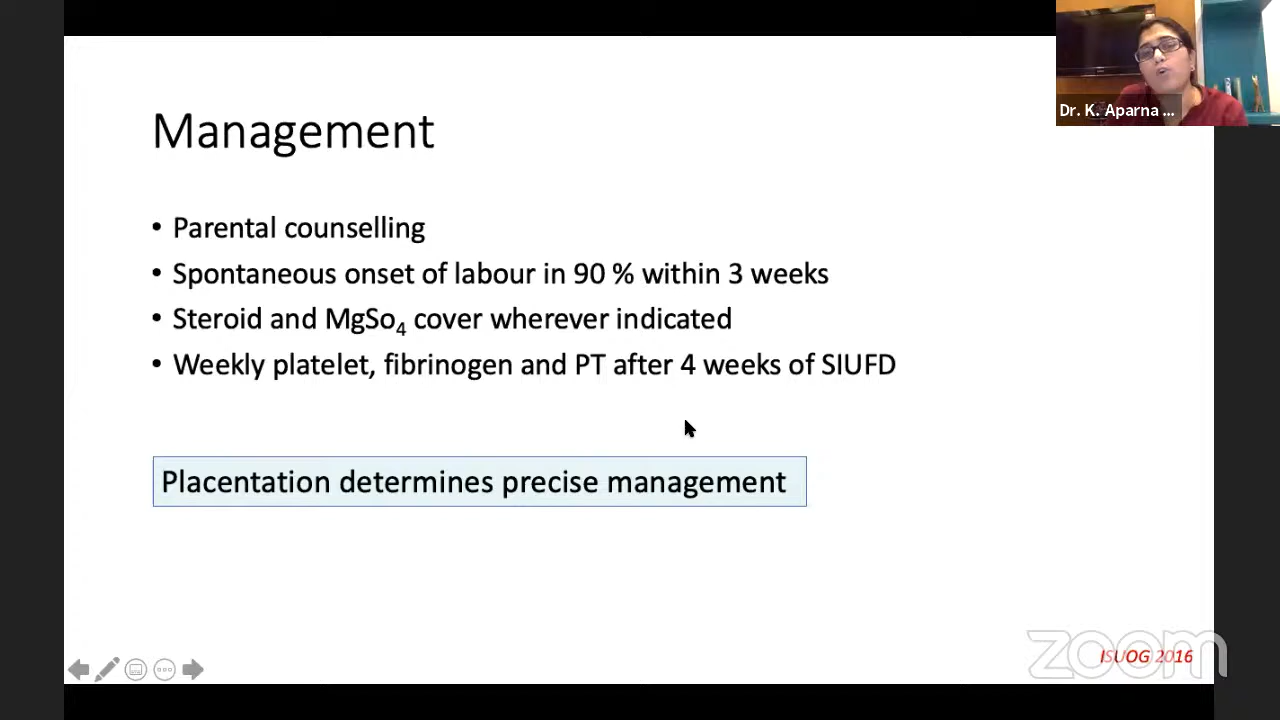 Dr. K. Aparna ...
Management
• Parental counselling
• Spontaneous onset of labour in 90 % within 3 weeks
• Steroid and MgSo4 cover wherever indicated
• Weekly platelet, fibrinogen and PT after 4 weeks of SIUFD
Placentation determines precise management
ISUOG 2016
zoom